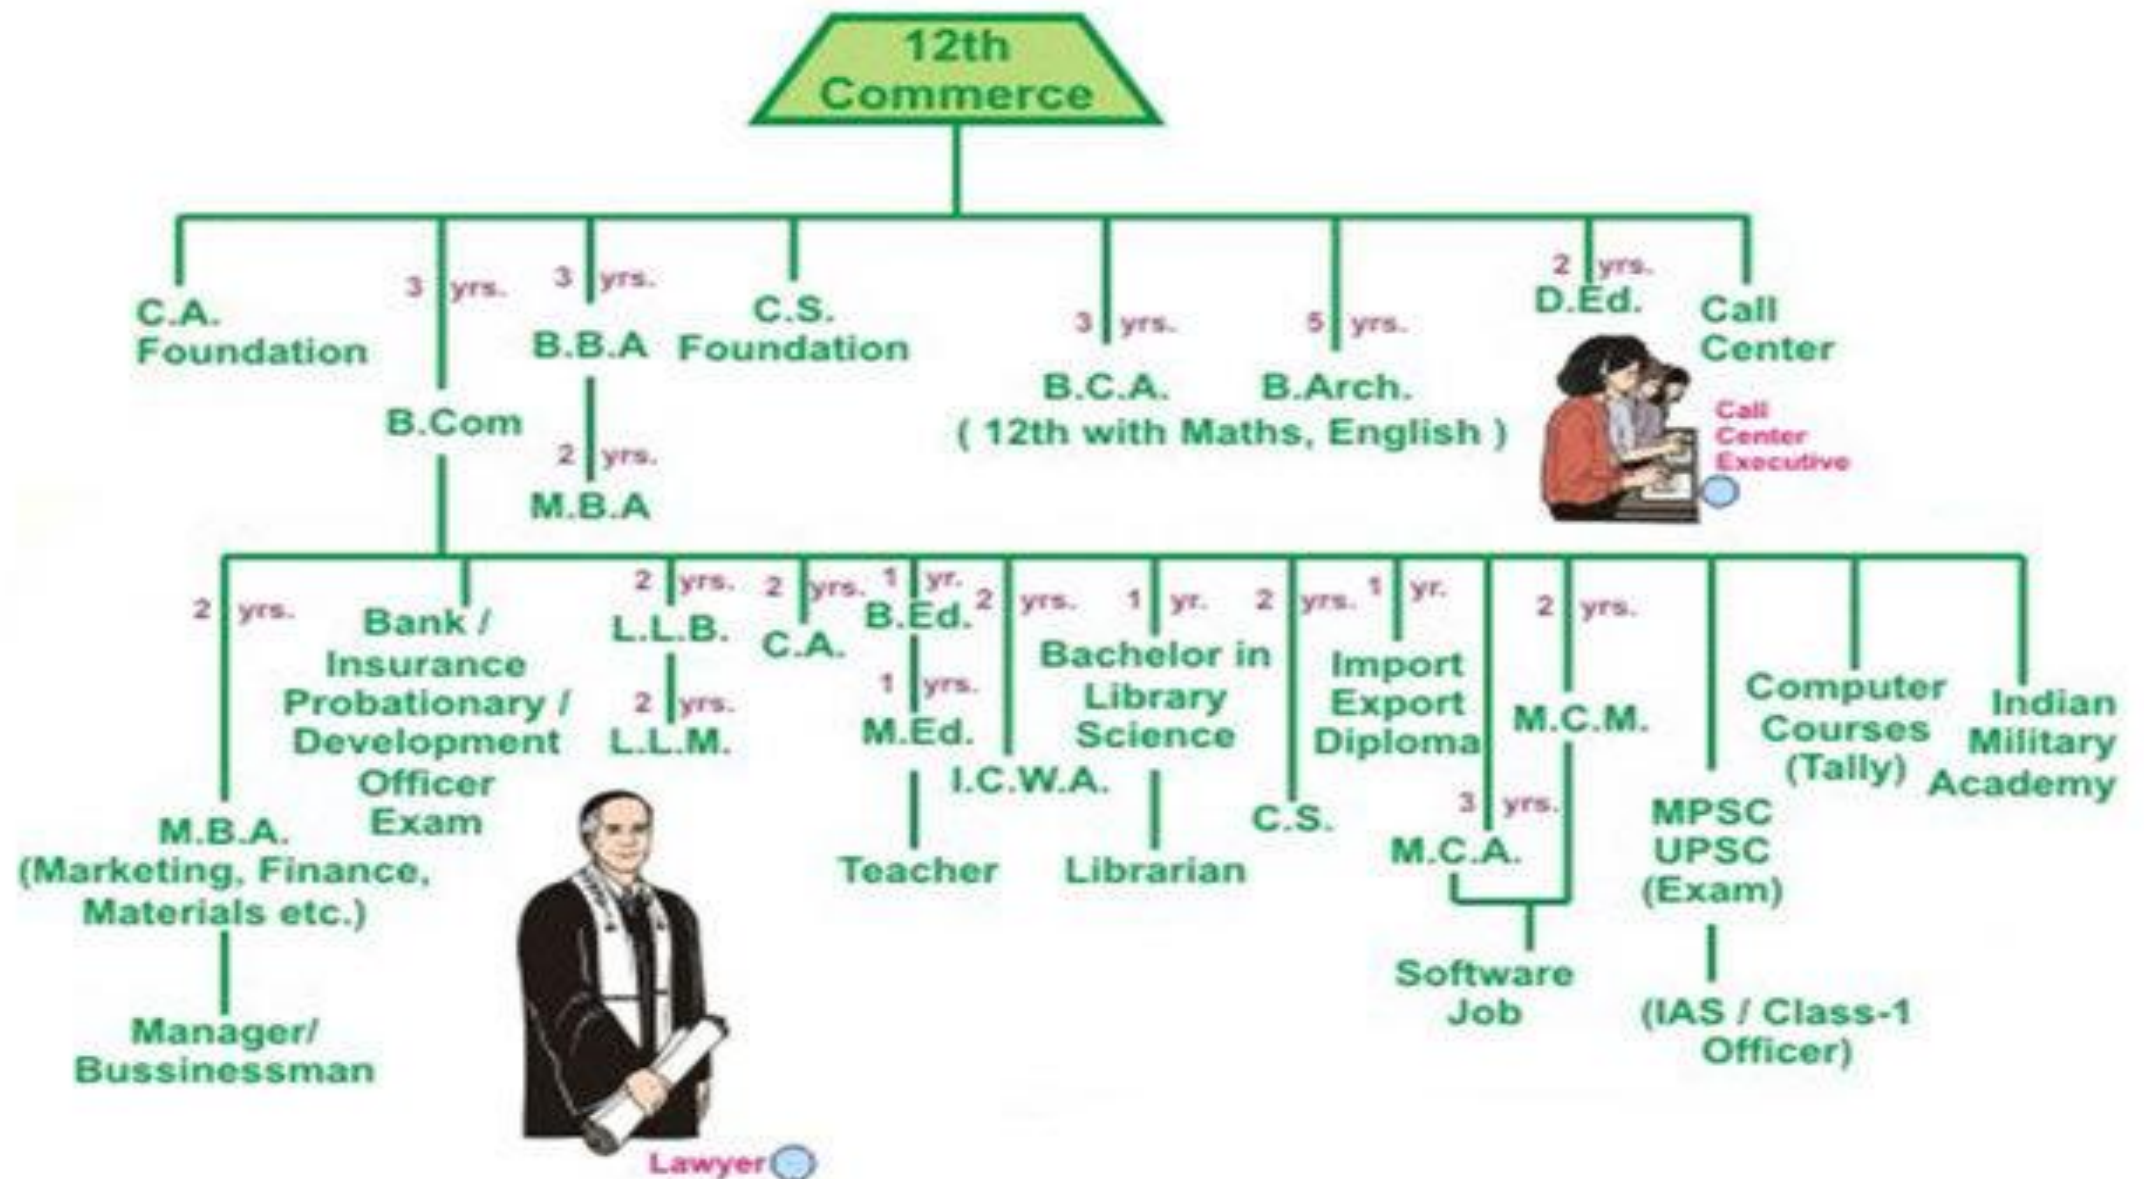 12th
Commerce
C.A.
Foundation
3 yrs.
B.Com
3 yrs.
B.B.A
2 yrs.
M.B.A
C.S.
Foundation
3 yrs.
B.C.A.
5 yrs.
B.Arch.
( 12th with Maths, English )
2 yrs.
D.Ed.
Call
Center
Call
Center
Executive
2 yrs.
M.B.A.
(Marketing, Finance,
Materials etc.)
Manager/
Bussinessman
Bank /
Insurance
Probationary /
Development
Officer
Exam
2 yrs.
L.L.B.
2 yrs.
L.L.M.
Lawyer
2 yrs.
C.A.
1 yr.
B.Ed.
1 yrs.
M.Ed.
Teacher
2 yrs.
I.C.W.A.
1 yr.
Bachelor in
Library
Science
Librarian
2 yrs.
C.S.
1 yr.
Import
Export
Diploma
3 yrs.
M.C.A.
2 yrs.
M.C.M.
Software
Job
MPSC
UPSC
(Exam)
(IAS / Class-1
Officer)
Computer
Courses
(Tally)
Indian
Military
Academy